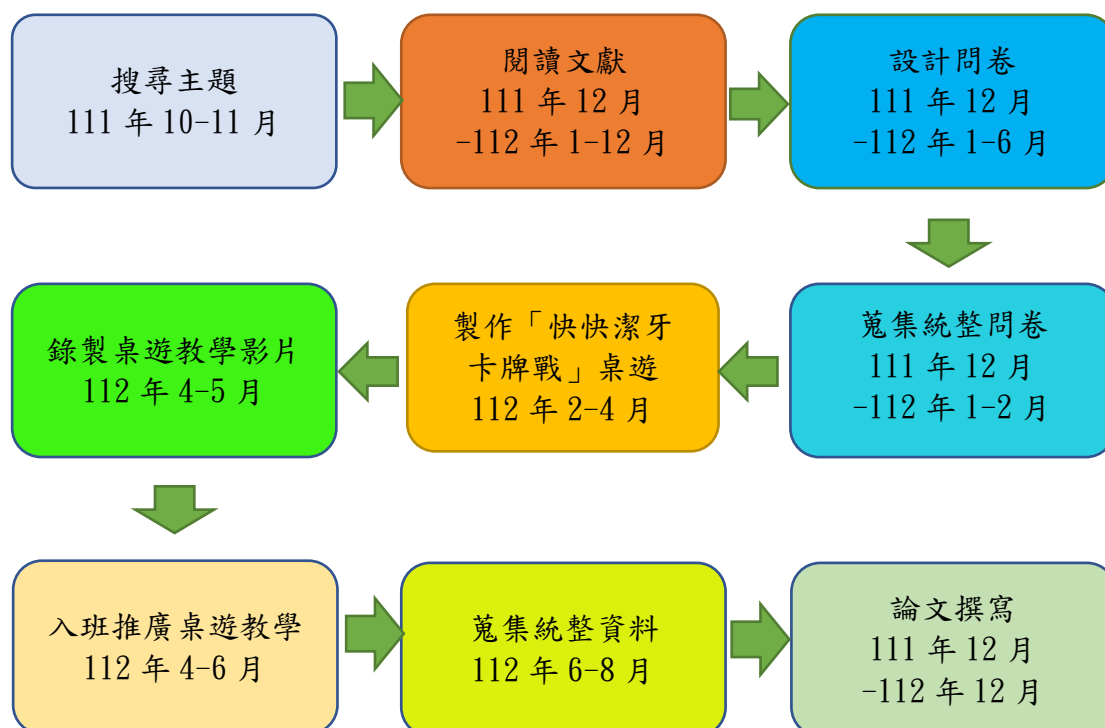 搜尋主題
111 年 10-11 月
閱讀文獻
111 年 12 月
-112 年 1-12 月
設計問卷
111 年 12 月
-112 年 1-6 月
蒐集統整問卷
111 年 12 月
-112 年 1-2 月
製作「快快潔牙
卡牌戰」桌遊
112 年 2-4 月
錄製桌遊教學影片
112 年 4-5 月
入班推廣桌遊教學
112 年 4-6 月
蒐集統整資料
112 年 6-8 月
論文撰寫
111 年 12 月
-112 年 12 月